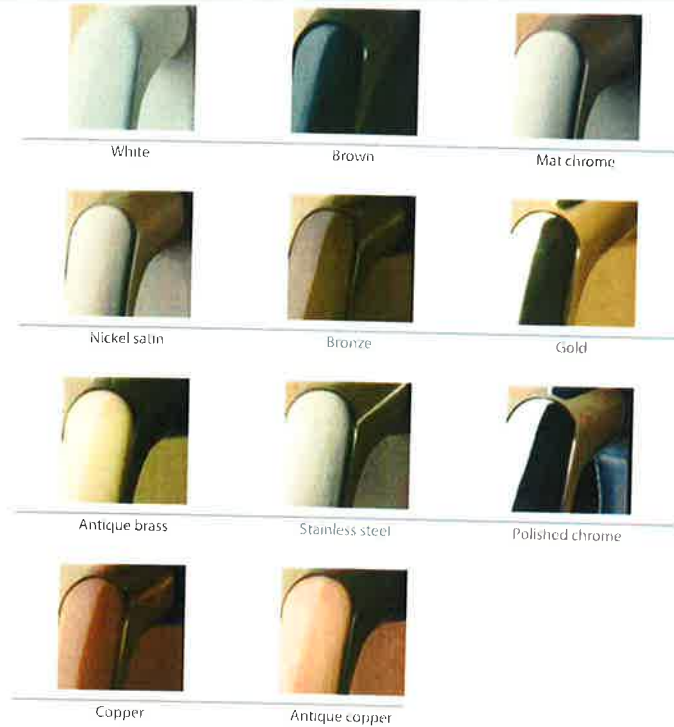 White
Brown
Mat chrome
Nickel satin
Bronze
Gold
Antique brass
Stainless steel
Polished chrome
Copper
Antique copper